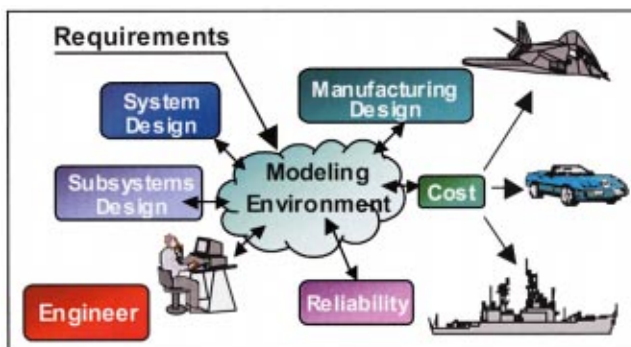 Requirements
System
Design
Manufacturing
Design
Subsystems
Design
Modeling
Environment
Cost
Engineer
Reliability